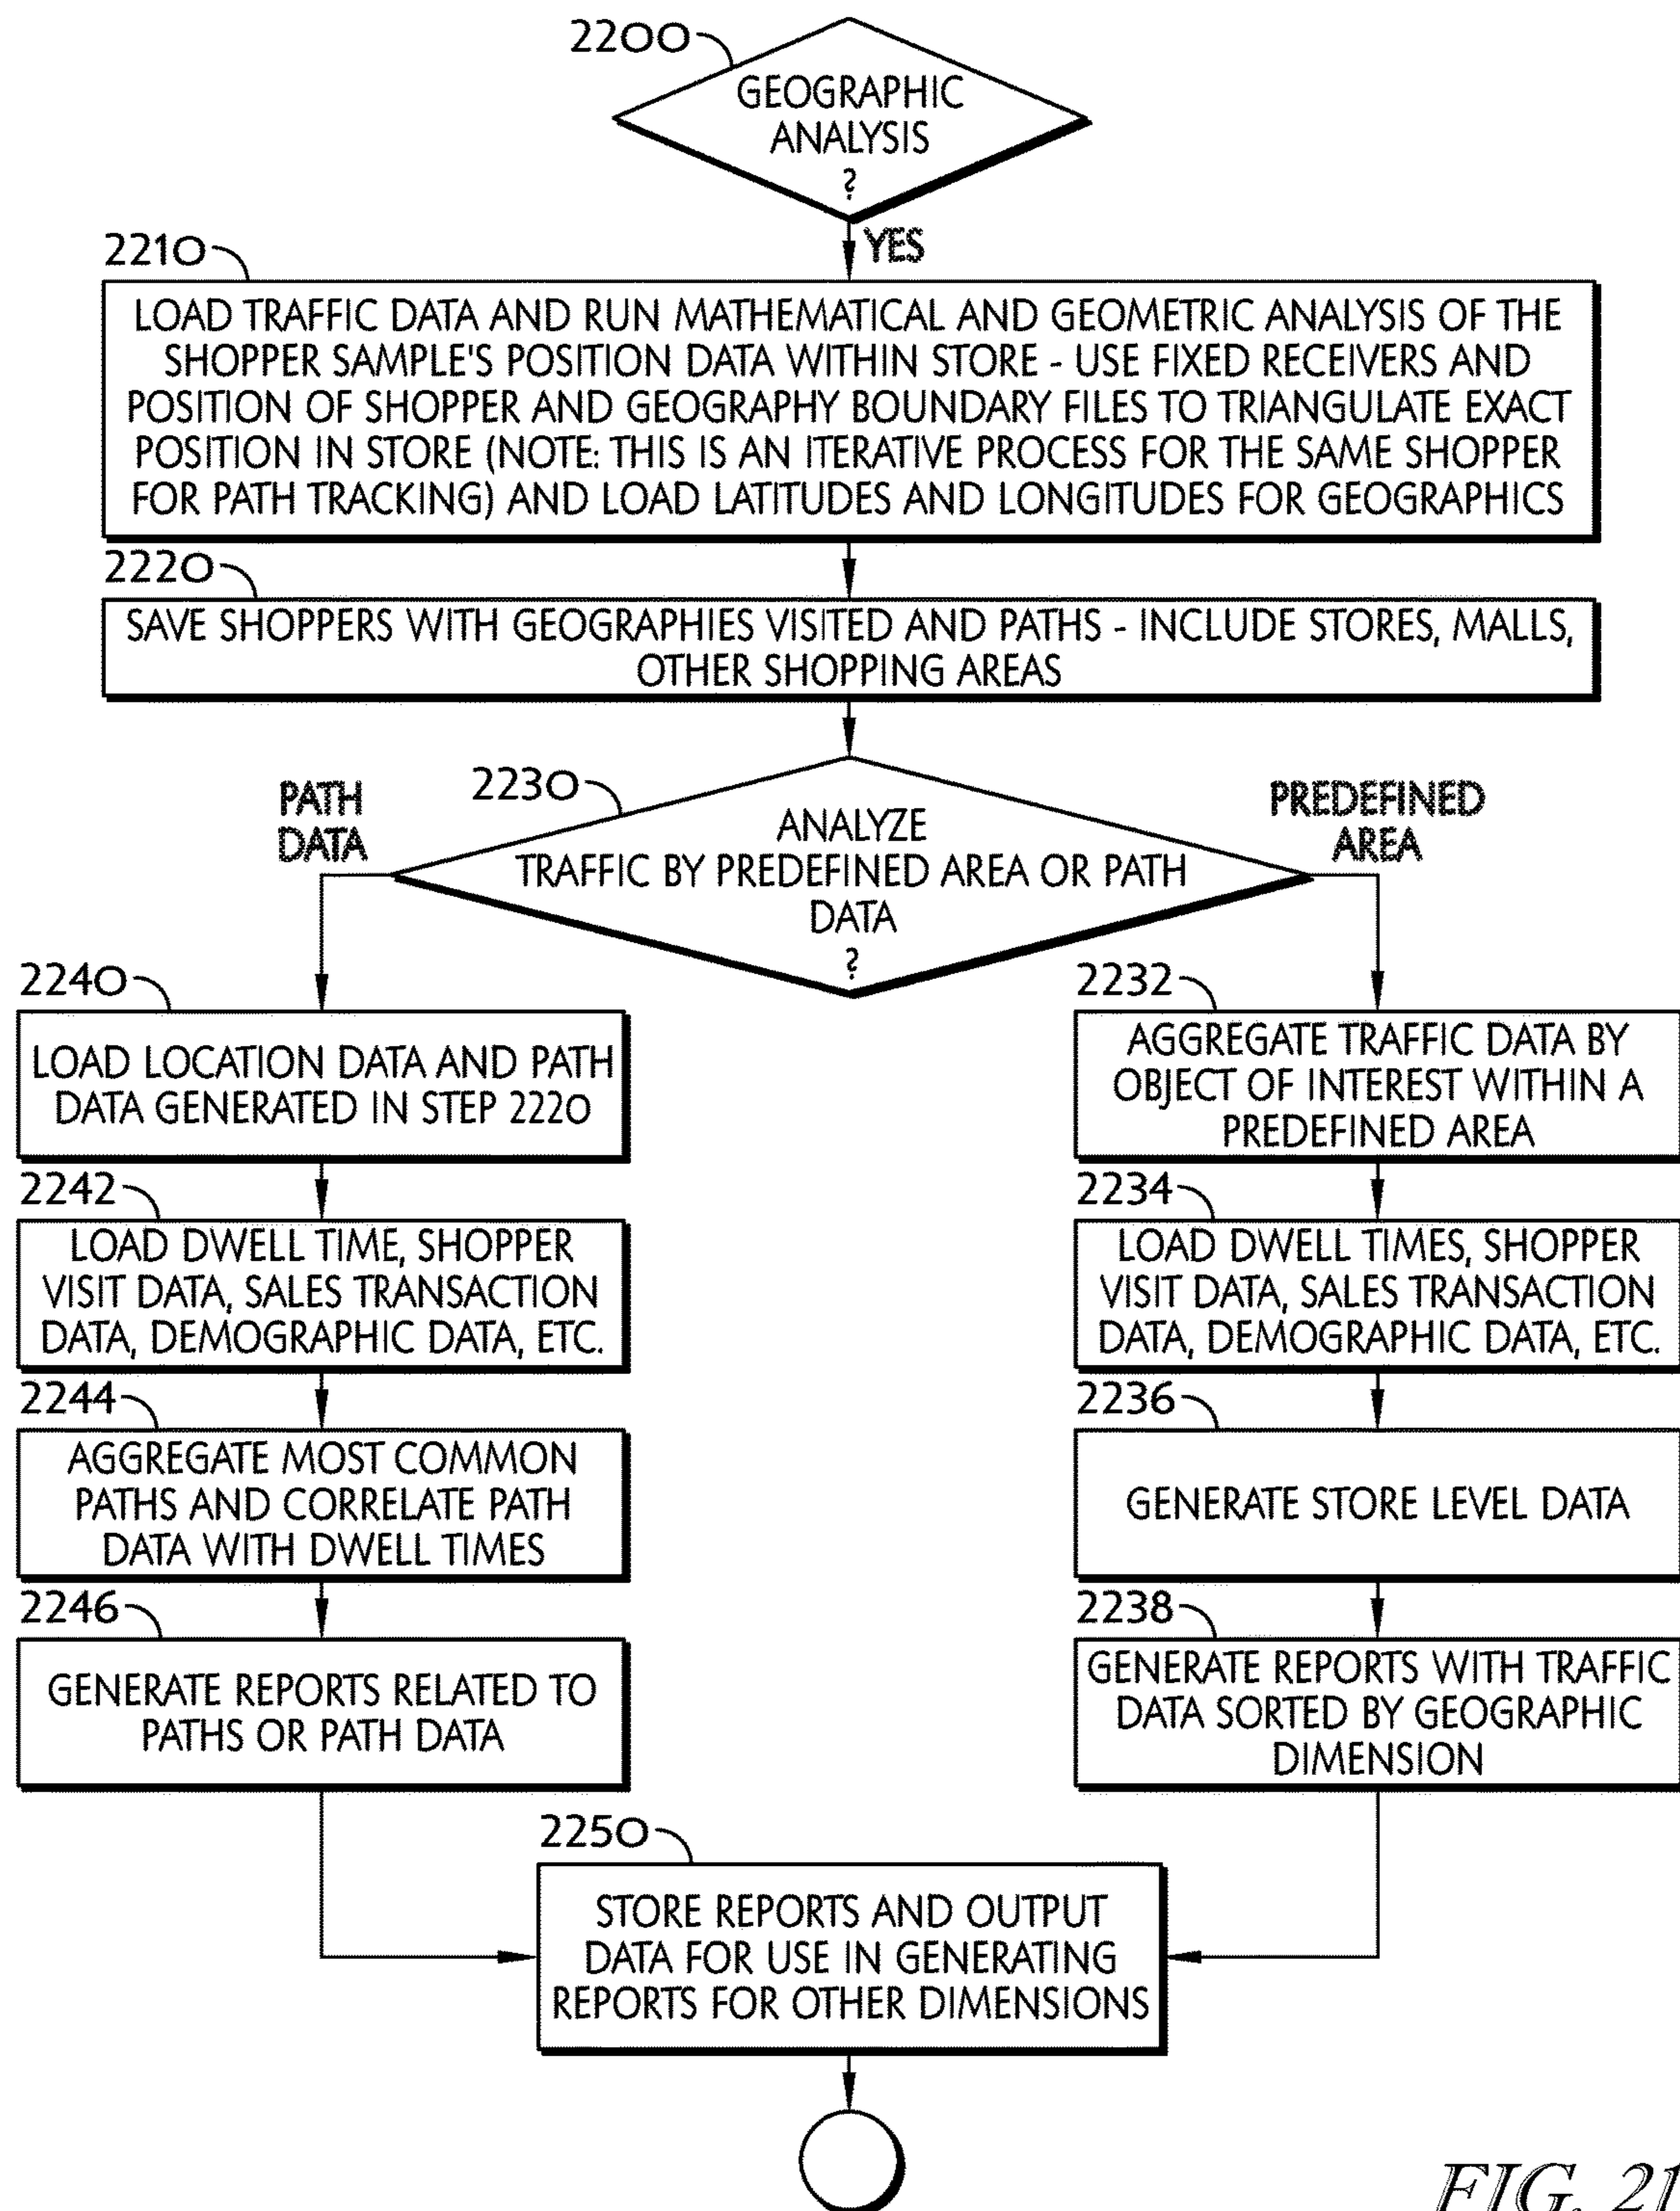 2200
GEOGRAPHIC
ANALYSIS
?
YES
2210
LOAD TRAFFIC DATA AND RUN MATHEMATICAL AND GEOMETRIC ANALYSIS OF THE
SHOPPER SAMPLE'S POSITION DATA WITHIN STORE - USE FIXED RECEIVERS AND
POSITION OF SHOPPER AND GEOGRAPHY BOUNDARY FILES TO TRIANGULATE EXACT
POSITION IN STORE (NOTE: THIS IS AN ITERATIVE PROCESS FOR THE SAME SHOPPER
FOR PATH TRACKING) AND LOAD LATITUDES AND LONGITUDES FOR GEOGRAPHICS
2220
SAVE SHOPPERS WITH GEOGRAPHIES VISITED AND PATHS - INCLUDE STORES, MALLS,
OTHER SHOPPING AREAS
2230
ANALYZE
TRAFFIC BY PREDEFINED AREA OR PATH
DATA
?
PATH
DATA
PREDEFINED
AREA
2240
LOAD LOCATION DATA AND PATH
DATA GENERATED IN STEP 2220
2242
LOAD DWELL TIME, SHOPPER
VISIT DATA, SALES TRANSACTION
DATA, DEMOGRAPHIC DATA, ETC.
2244
AGGREGATE MOST COMMON
PATHS AND CORRELATE PATH
DATA WITH DWELL TIMES
2246
GENERATE REPORTS RELATED TO
PATHS OR PATH DATA
2232
AGGREGATE TRAFFIC DATA BY
OBJECT OF INTEREST WITHIN A
PREDEFINED AREA
2234
LOAD DWELL TIMES, SHOPPER
VISIT DATA, SALES TRANSACTION
DATA, DEMOGRAPHIC DATA, ETC.
2236
GENERATE STORE LEVEL DATA
2238
GENERATE REPORTS WITH TRAFFIC
DATA SORTED BY GEOGRAPHIC
DIMENSION
2250
STORE REPORTS AND OUTPUT
DATA FOR USE IN GENERATING
REPORTS FOR OTHER DIMENSIONS
FIG. 21